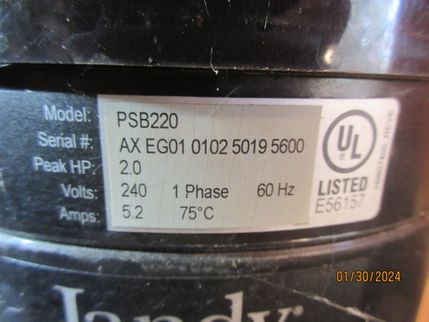 Model: PSB220
Serial #: AX EG01 0102 5019 5600
Peak HP: 2.0
Volts: 240 1 Phase 60 Hz
Amps: 5.2 75°C
UL
LISTED
E56157
Jandy
01/30/2024